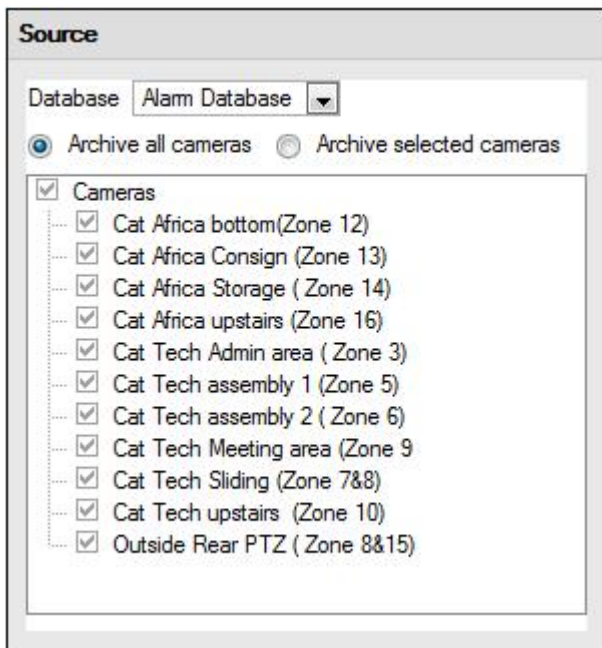 Source
Database Alarm Database
Archive all cameras Archive selected cameras
Cameras
Cat Africa bottom(Zone 12)
Cat Africa Consign (Zone 13)
Cat Africa Storage ( Zone 14)
Cat Africa upstairs (Zone 16)
Cat Tech Admin area ( Zone 3)
Cat Tech assembly 1 (Zone 5)
Cat Tech assembly 2 ( Zone 6)
Cat Tech Meeting area (Zone 9
Cat Tech Sliding (Zone 7&8)
Cat Tech upstairs  (Zone 10)
Outside Rear PTZ ( Zone 8&15)